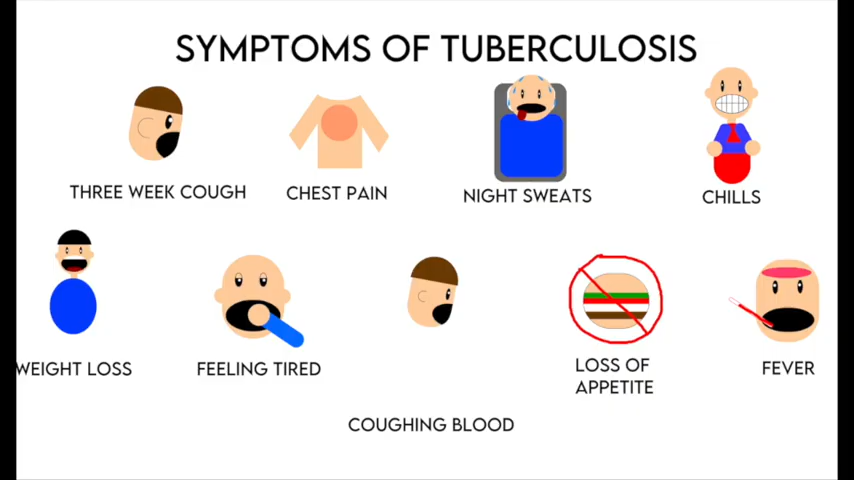 SYMPTOMS OF TUBERCULOSIS
THREE WEEK COUGH
CHEST PAIN
NIGHT SWEATS
CHILLS
WEIGHT LOSS
FEELING TIRED
LOSS OF
APPETITE
FEVER
COUGHING BLOOD